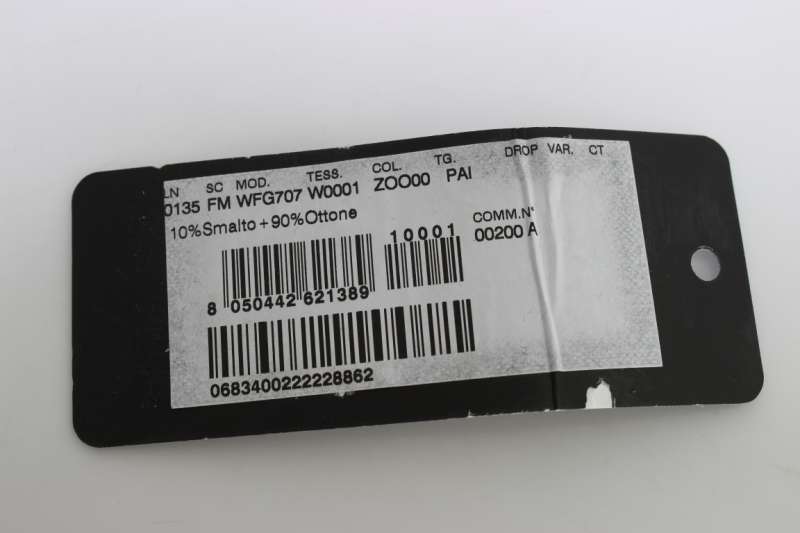 LN SC MOD. TESS. COL. TG. DROP VAR. CT
0135 FM WFG707 W0001 ZOO00 PAI
10%Smalto+90%Ottone
COMM.N°
00200 A
10001
8 050442 621389
0683400222228862